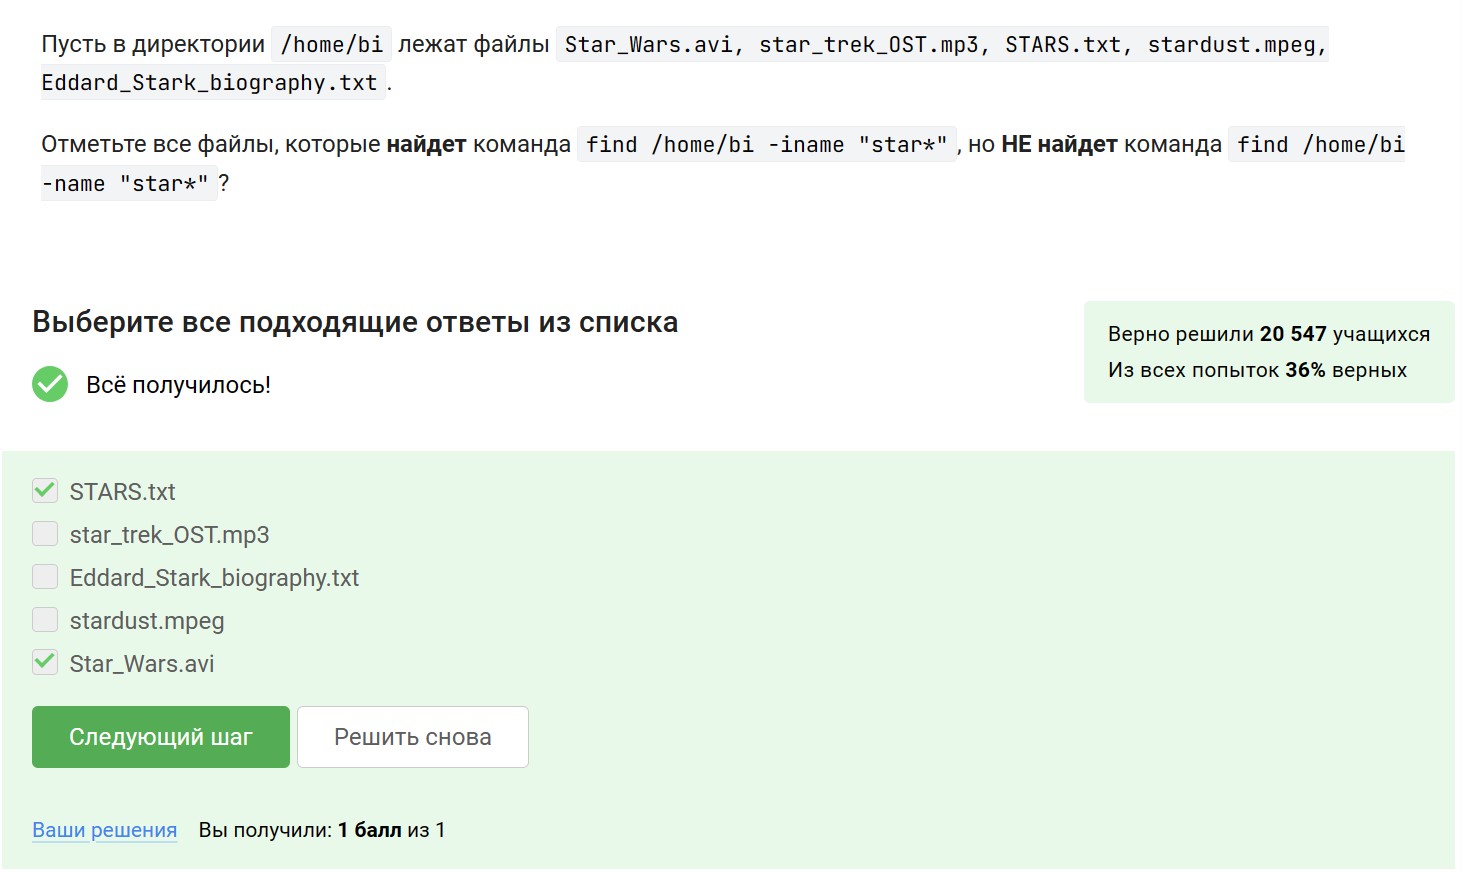 Пусть в директории /home/bi лежат файлы Star_Wars.avi, star_trek_OST.mp3, STARS.txt, stardust.mpeg,
Eddard_Stark_biography.txt.
Отметьте все файлы, которые найдет команда find /home/bi -iname "star*", но НЕ найдет команда find /home/bi
-name "star*"?
Выберите все подходящие ответы из списка
Верно решили 20 547 учащихся
Из всех попыток 36% верных
Всё получилось!
STARS.txt
star_trek_OST.mp3
Eddard_Stark_biography.txt
stardust.mpeg
Star_Wars.avi
Следующий шаг Решить снова
Ваши решения Вы получили: 1 балл из 1